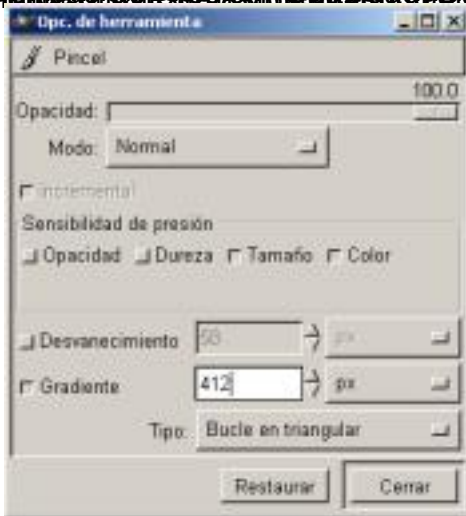 Opc. de herramienta
Pincel
100.0
Opacidad:
Modo: Normal
Incremental
Sensibilidad de presión
Opacidad Dureza Tamaño Color
Desvanecimiento 58 px
Gradiente 412 px
Tipo: Bucle en triangular
Restaurar Cerrar